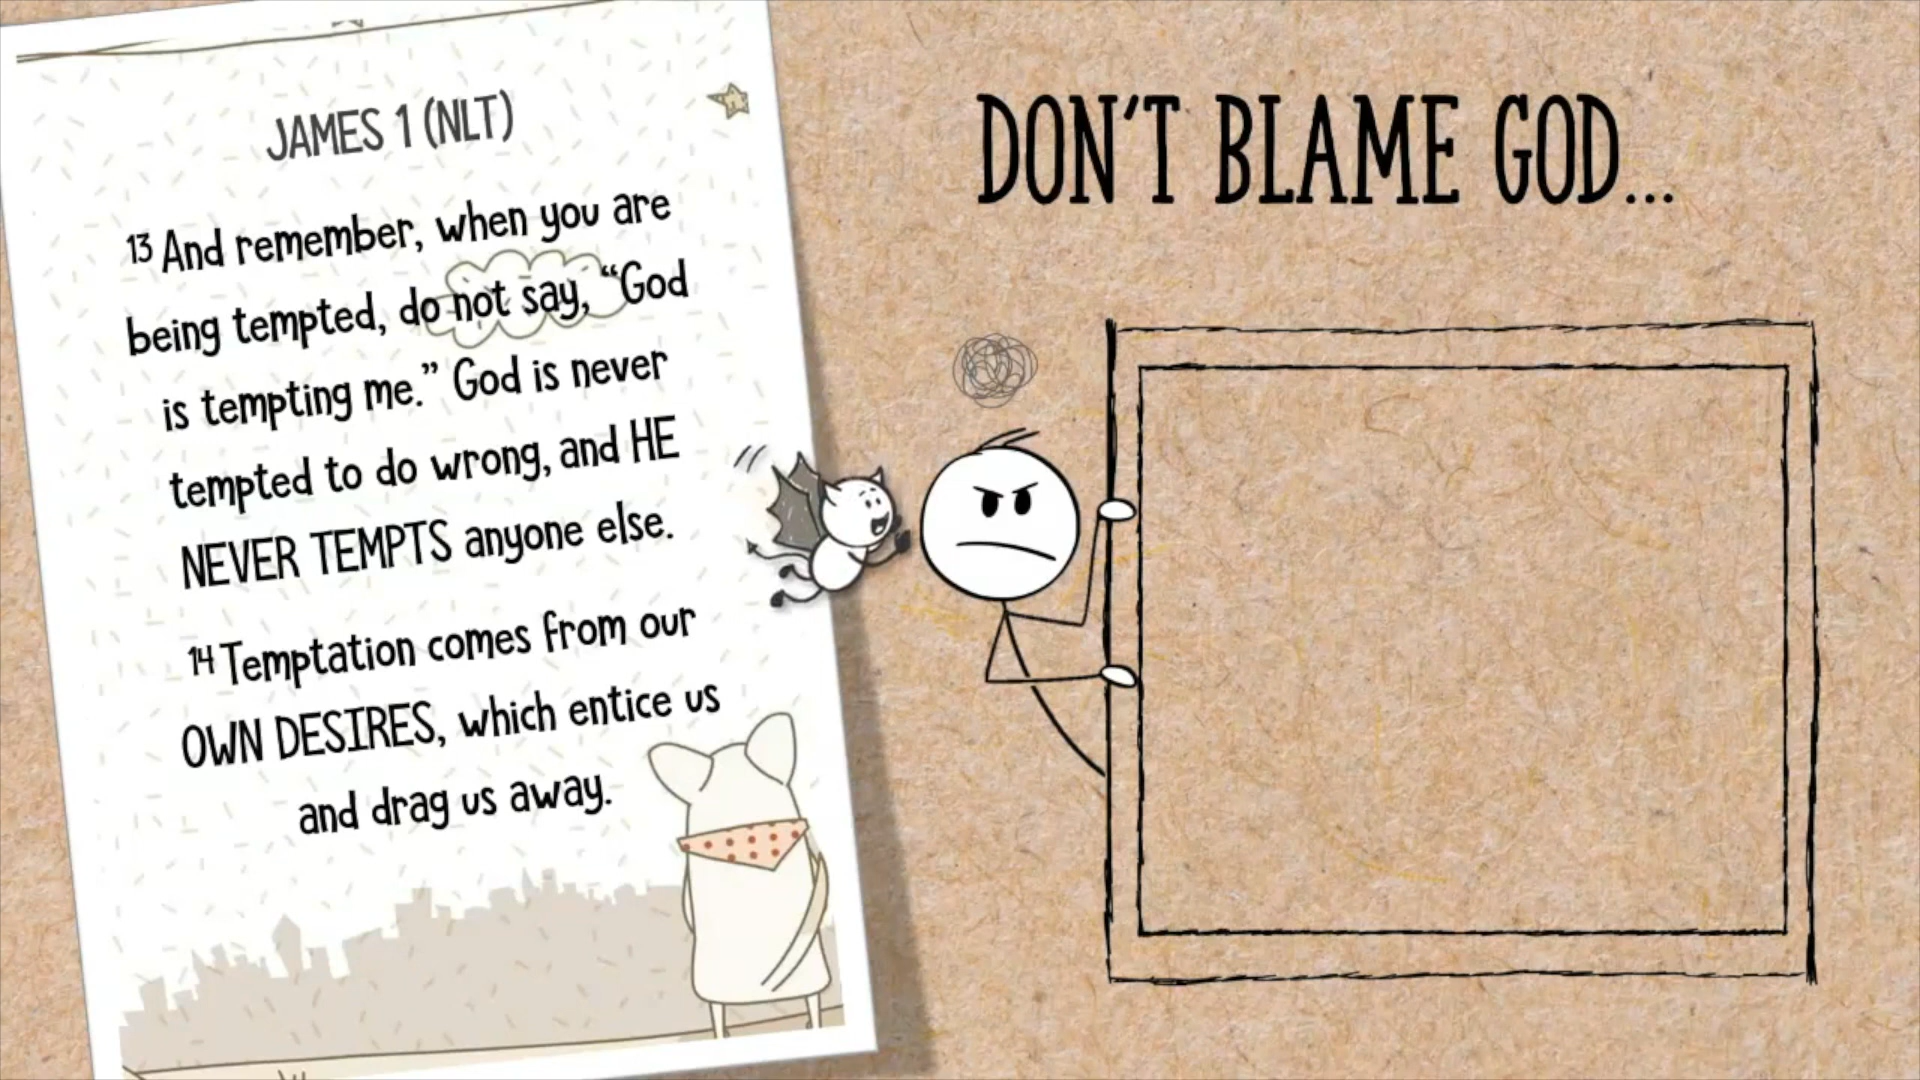 JAMES 1 (NLT)
13 And remember, when you are
being tempted, do not say, “God
is tempting me.” God is never
tempted to do wrong, and HE
NEVER TEMPTS anyone else.
14 Temptation comes from our
OWN DESIRES, which entice us
and drag us away.
DON’T BLAME GOD...